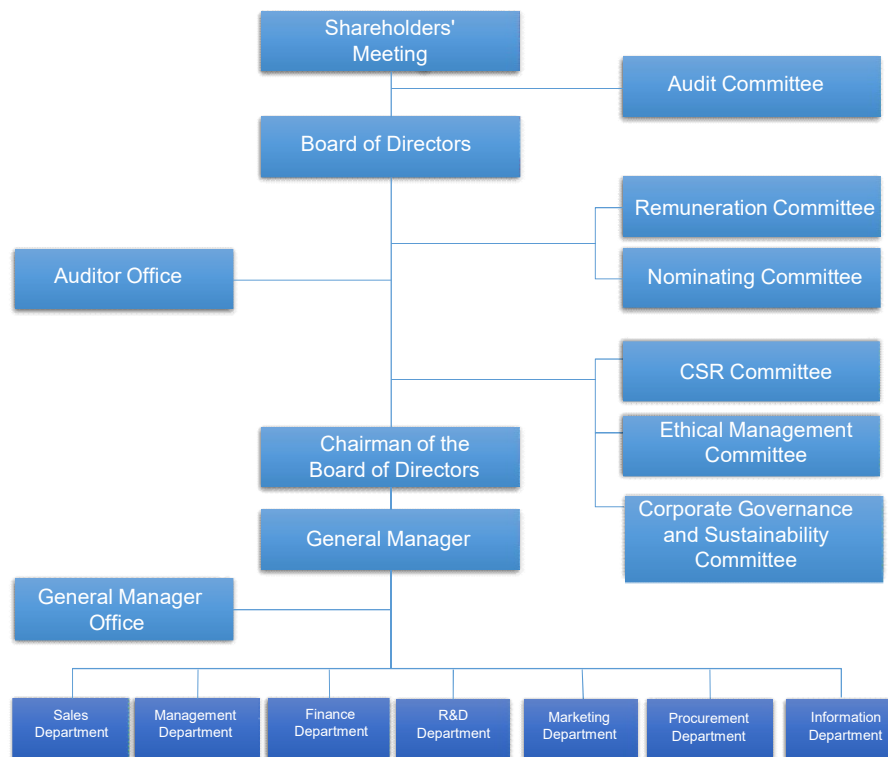 Shareholders'
Meeting
Audit Committee
Board of Directors
Remuneration Committee
Auditor Office
Nominating Committee
CSR Committee
Chairman of the
Board of Directors
Ethical Management
Committee
General Manager
Corporate Governance
and Sustainability
Committee
General Manager
Office
Sales
Department
Management
Department
Finance
Department
R&D
Department
Marketing
Department
Procurement
Department
Information
Department